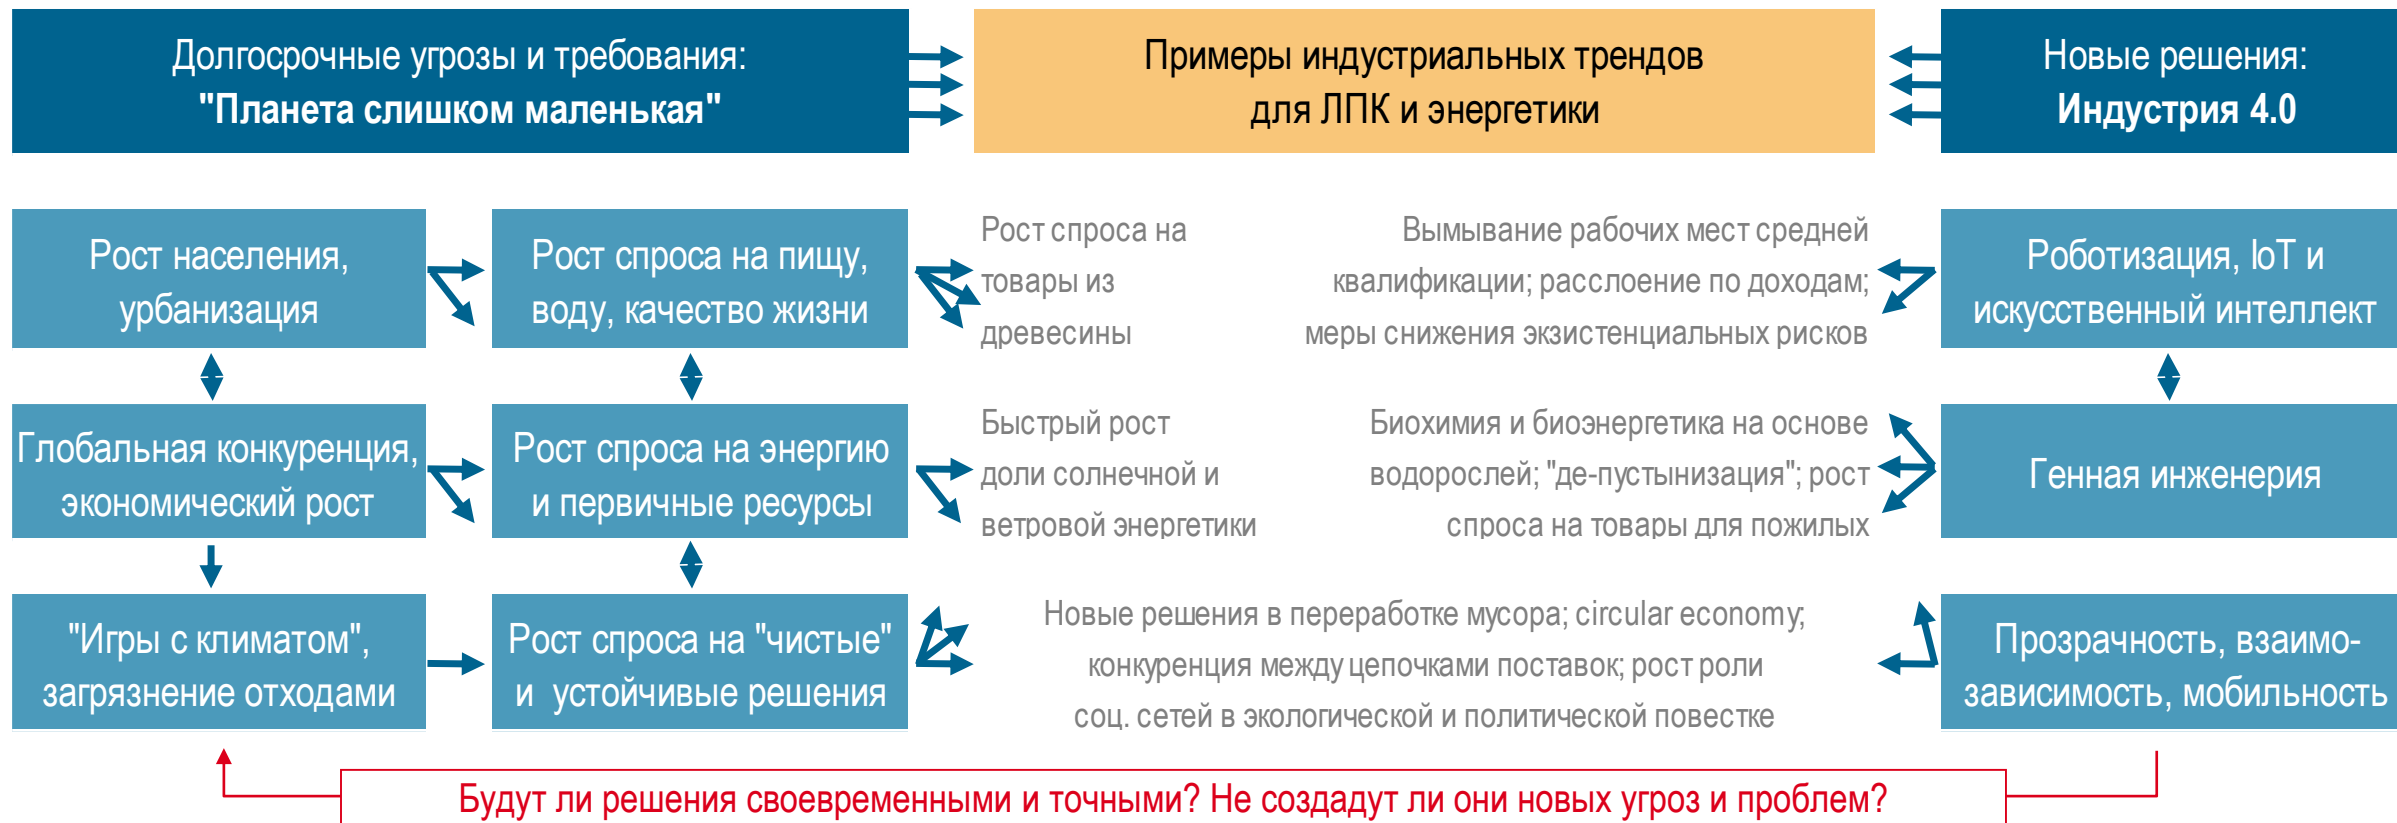 Долгосрочные угрозы и требования:
"Планета слишком маленькая"
Примеры индустриальных трендов
для ЛПК и энергетики
Новые решения:
Индустрия 4.0
Рост населения,
урбанизация
Рост спроса на пищу,
воду, качество жизни
Рост спроса на
товары из
древесины
Вымывание рабочих мест средней
квалификации; расслоение по доходам;
меры снижения экзистенциальных рисков
Роботизация, IoT и
искусственный интеллект
Глобальная конкуренция,
экономический рост
Рост спроса на энергию
и первичные ресурсы
Быстрый рост
доли солнечной и
ветровой энергетики
Биохимия и биоэнергетика на основе
водорослей; "де-пустынизация"; рост
спроса на товары для пожилых
Генная инженерия
"Игры с климатом",
загрязнение отходами
Рост спроса на "чистые"
и устойчивые решения
Новые решения в переработке мусора; circular economy;
конкуренция между цепочками поставок; рост роли
соц. сетей в экологической и политической повестке
Прозрачность, взаимо-
зависимость, мобильность
Будут ли решения своевременными и точными? Не создадут ли они новых угроз и проблем?